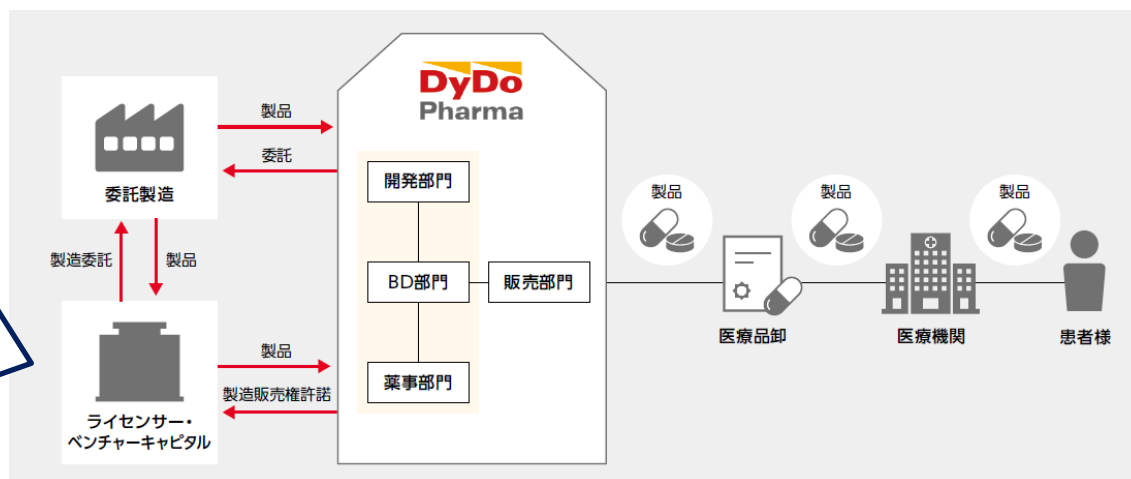 DyDo
Pharma
製品
委託
委託製造
開発部門
製造委託
製品
BD部門
販売部門
製品
製品
製品
医療品卸
医療機関
患者様
製品
製造販売権許諾
薬事部門
ライセンサー・
ベンチャーキャピタル